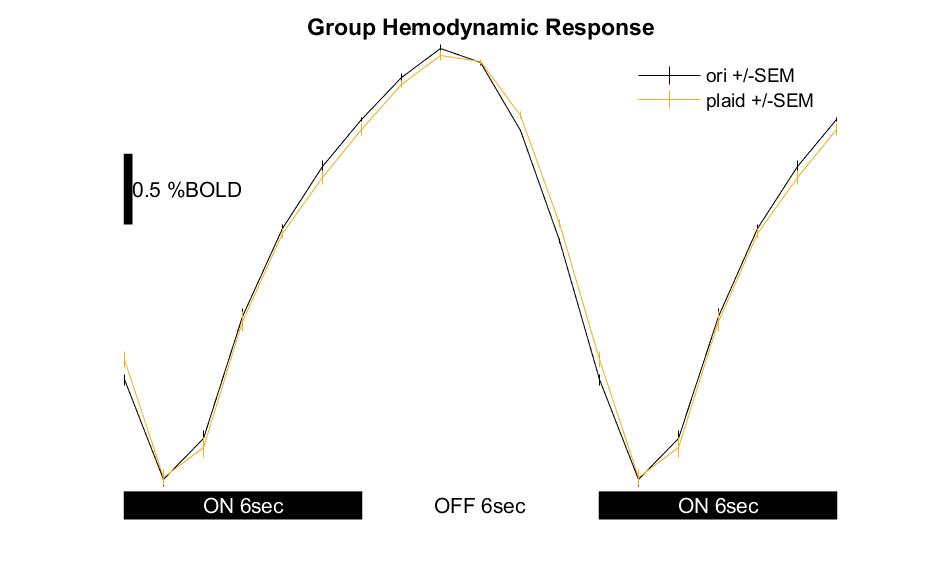 Group Hemodynamic Response
ori +/-SEM
plaid +/-SEM
0.5 %BOLD
ON 6sec
OFF 6sec
ON 6sec